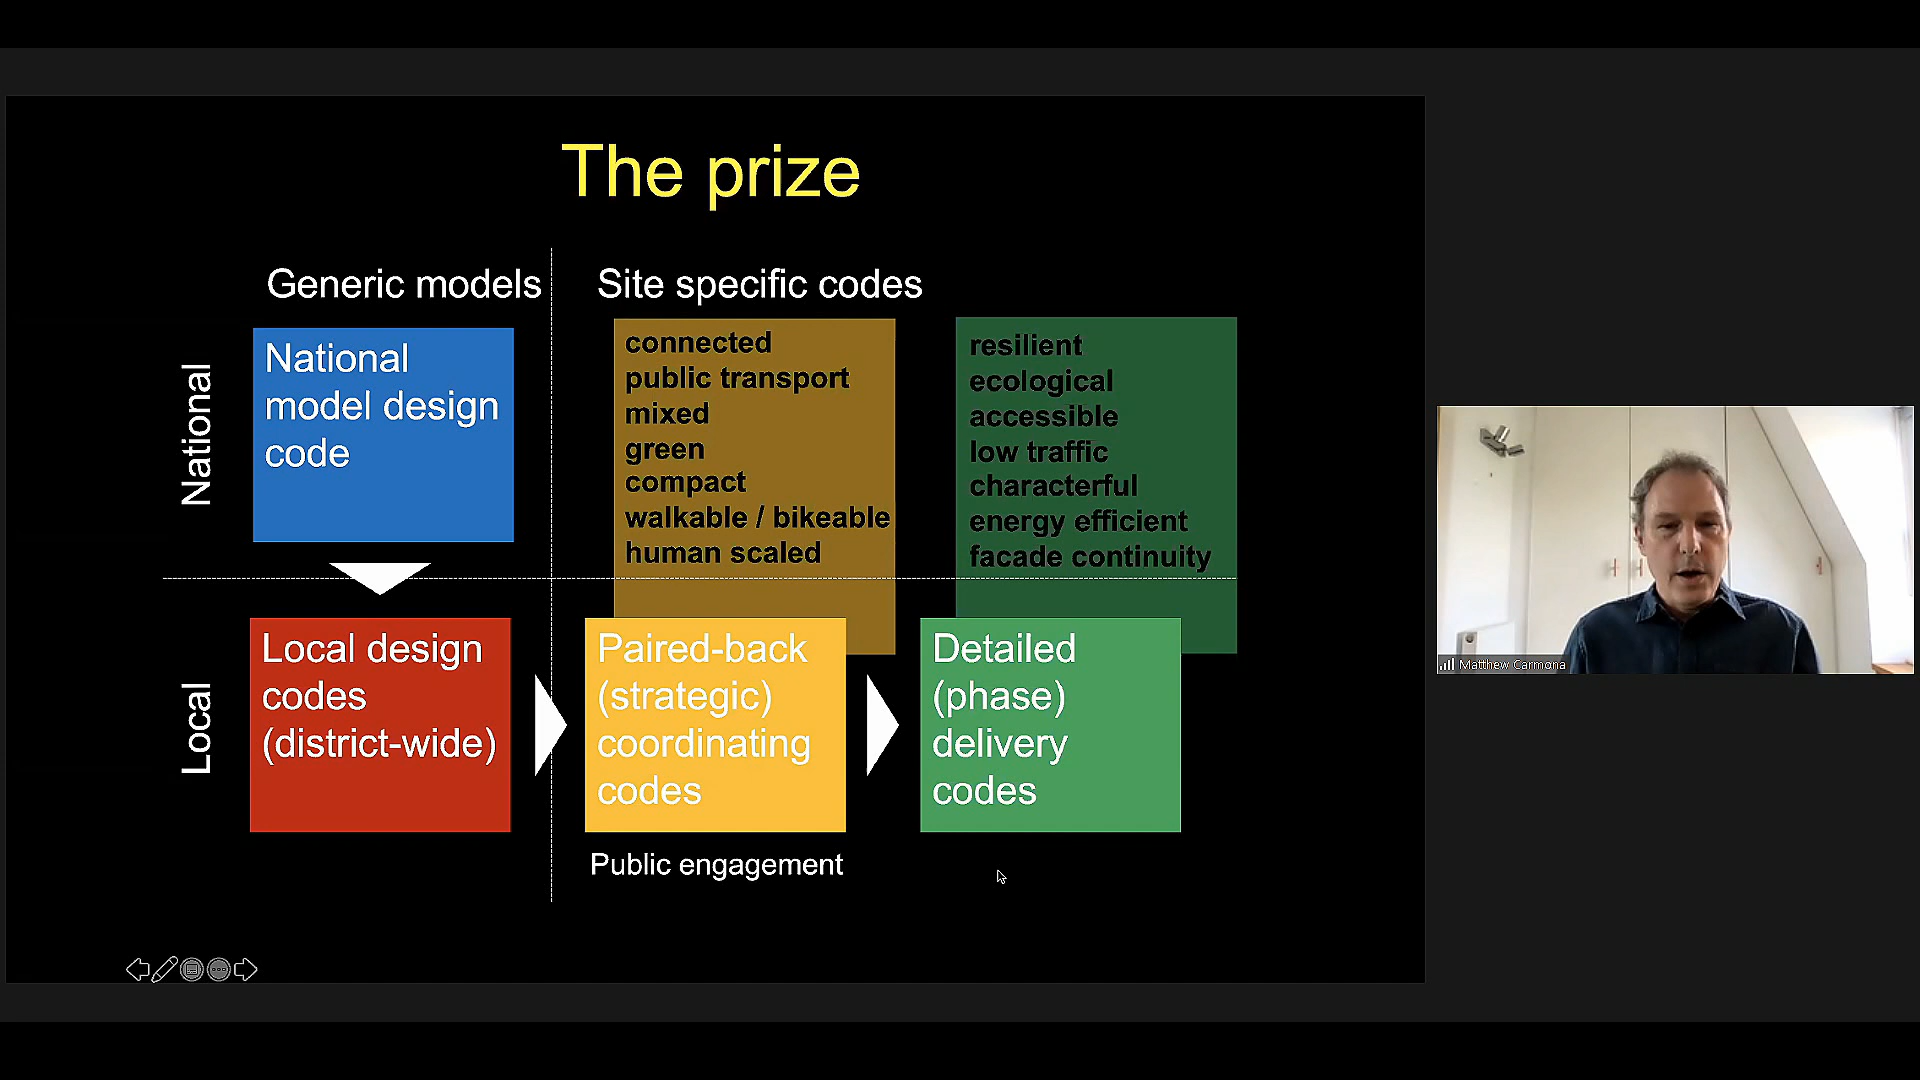 The prize
Generic models
Site specific codes
National
National
model design
code
connected
public transport
mixed
green
compact
walkable / bikeable
human scaled
resilient
ecological
accessible
low traffic
characterful
energy efficient
facade continuity
Local
Local design
codes
(district-wide)
Paired-back
(strategic)
coordinating
codes
Detailed
(phase)
delivery
codes
Public engagement
Matthew Carmona